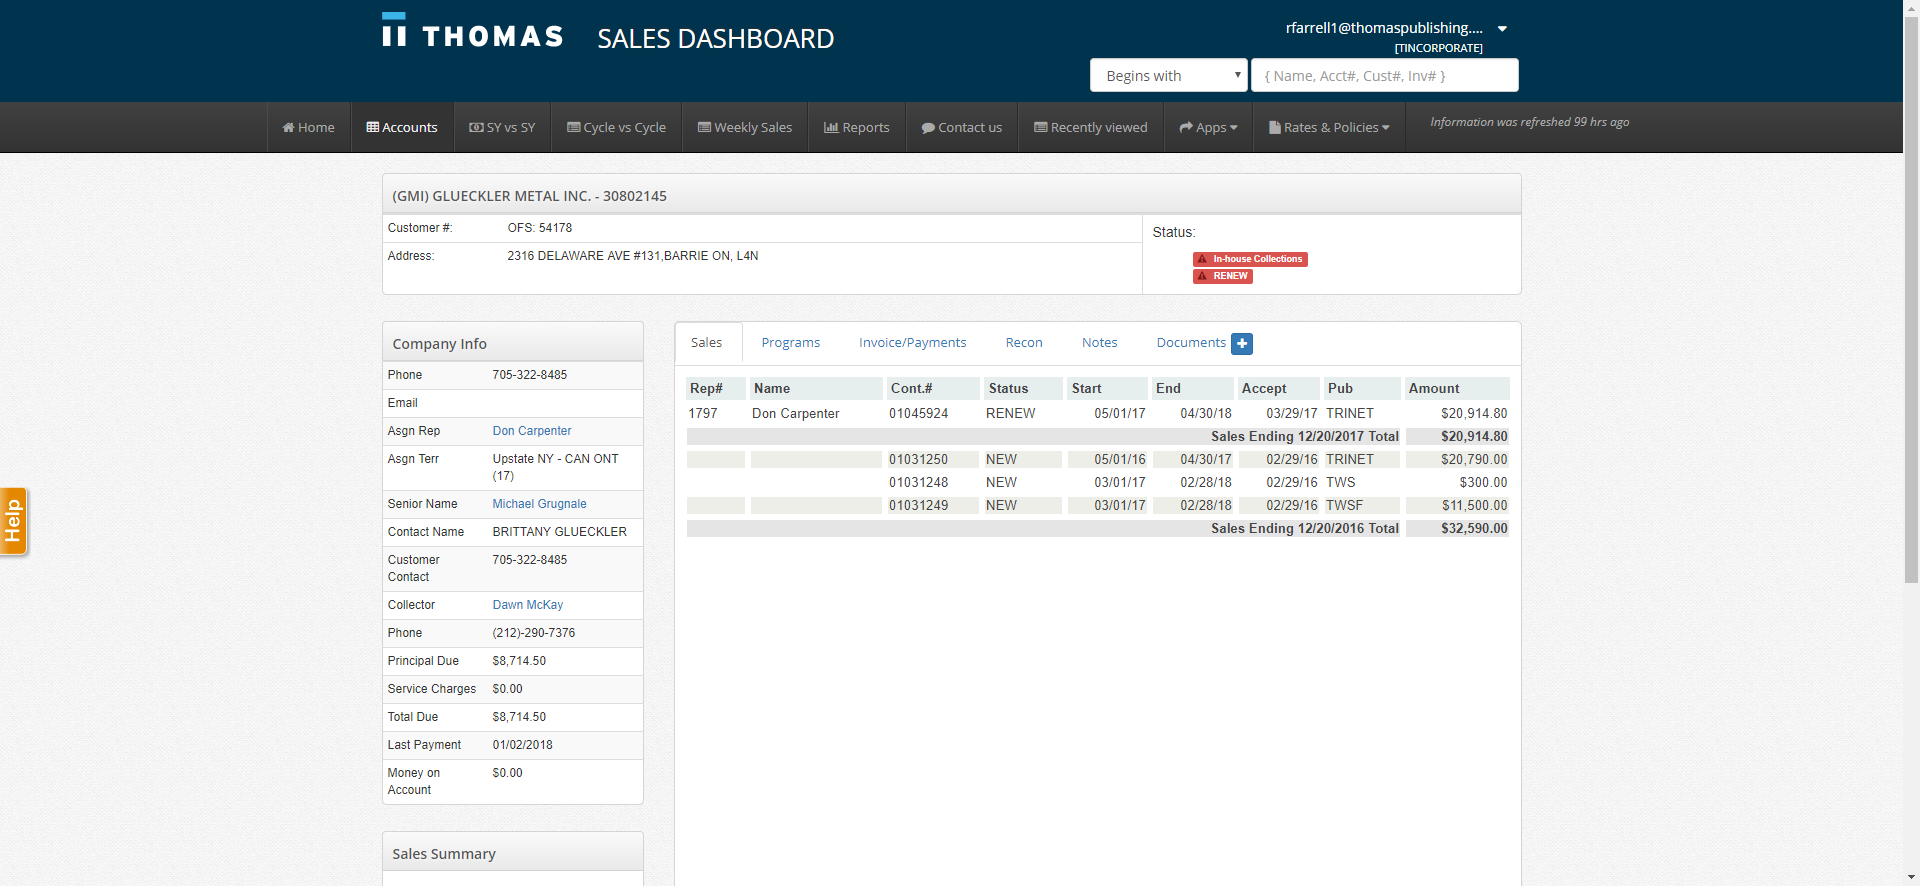 THOMAS SALES DASHBOARD
rfarrell1@thomaspublishing....
[TINCORPORATE]
Begins with { Name, Acct#, Cust#, Inv# }
Home Accounts SY vs SY Cycle vs Cycle Weekly Sales Reports Contact us Recently viewed Apps Rates & Policies Information was refreshed 99 hrs ago
(GMI) GLUECKLER METAL INC. - 30802145
Customer #: OFS: 54178
Address: 2316 DELAWARE AVE #131,BARRIE ON, L4N
Status:
In-house Collections
RENEW
Help
Company Info
Phone 705-322-8485
Email
Asgn Rep Don Carpenter
Asgn Terr Upstate NY - CAN ONT
(17)
Senior Name Michael Grugnale
Contact Name BRITTANY GLUECKLER
Customer 705-322-8485
Contact
Collector Dawn McKay
Phone (212)-290-7376
Principal Due $8,714.50
Service Charges $0.00
Total Due $8,714.50
Last Payment 01/02/2018
Money on $0.00
Account
Sales Summary
Sales Programs Invoice/Payments Recon Notes Documents
Rep# Name Cont.# Status Start End Accept Pub Amount
1797 Don Carpenter 01045924 RENEW 05/01/17 04/30/18 03/29/17 TRINET $20,914.80
Sales Ending 12/20/2017 Total $20,914.80
01031250 NEW 05/01/16 04/30/17 02/29/16 TRINET $20,790.00
01031248 NEW 03/01/17 02/28/18 02/29/16 TWS $300.00
01031249 NEW 03/01/17 02/28/18 02/29/16 TWSF $11,500.00
Sales Ending 12/20/2016 Total $32,590.00